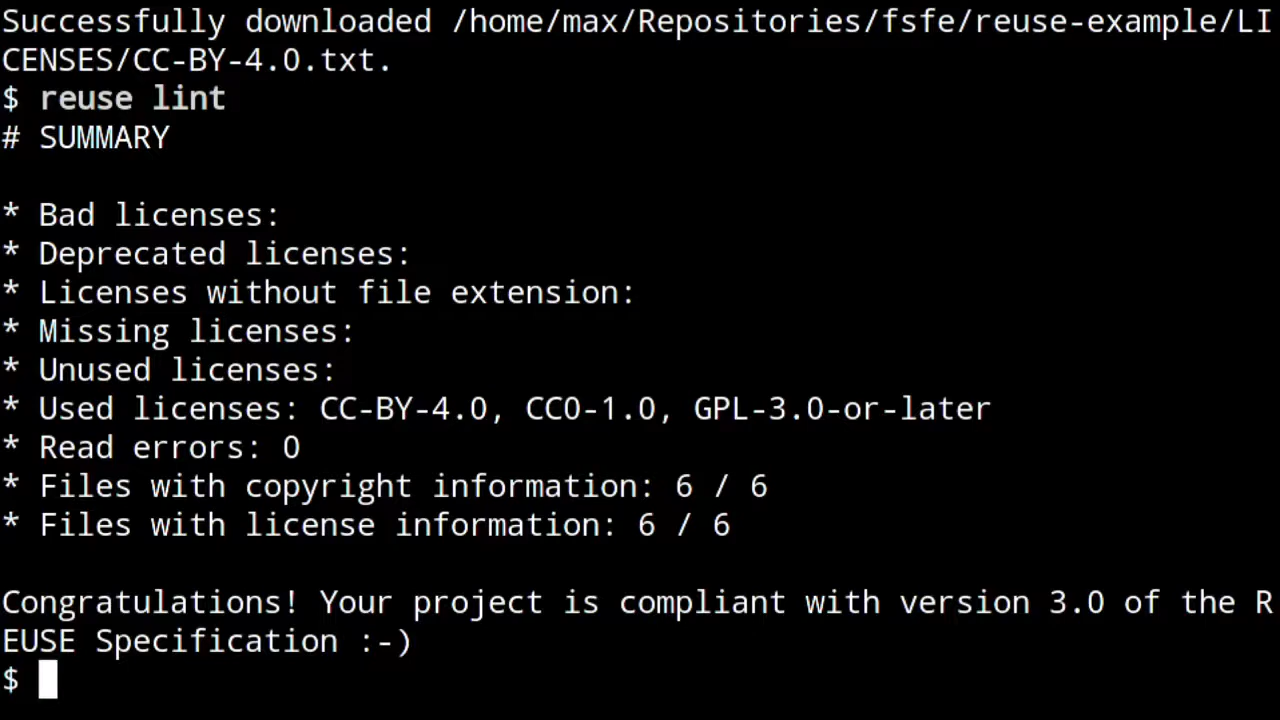 Successfully downloaded /home/max/Repositories/fsfe/reuse-example/LI
CENSES/CC-BY-4.0.txt.
$ reuse lint
# SUMMARY
* Bad licenses:
* Deprecated licenses:
* Licenses without file extension:
* Missing licenses:
* Unused licenses:
* Used licenses: CC-BY-4.0, CC0-1.0, GPL-3.0-or-later
* Read errors: 0
* Files with copyright information: 6 / 6
* Files with license information: 6 / 6
Congratulations! Your project is compliant with version 3.0 of the R
EUSE Specification :-)
$